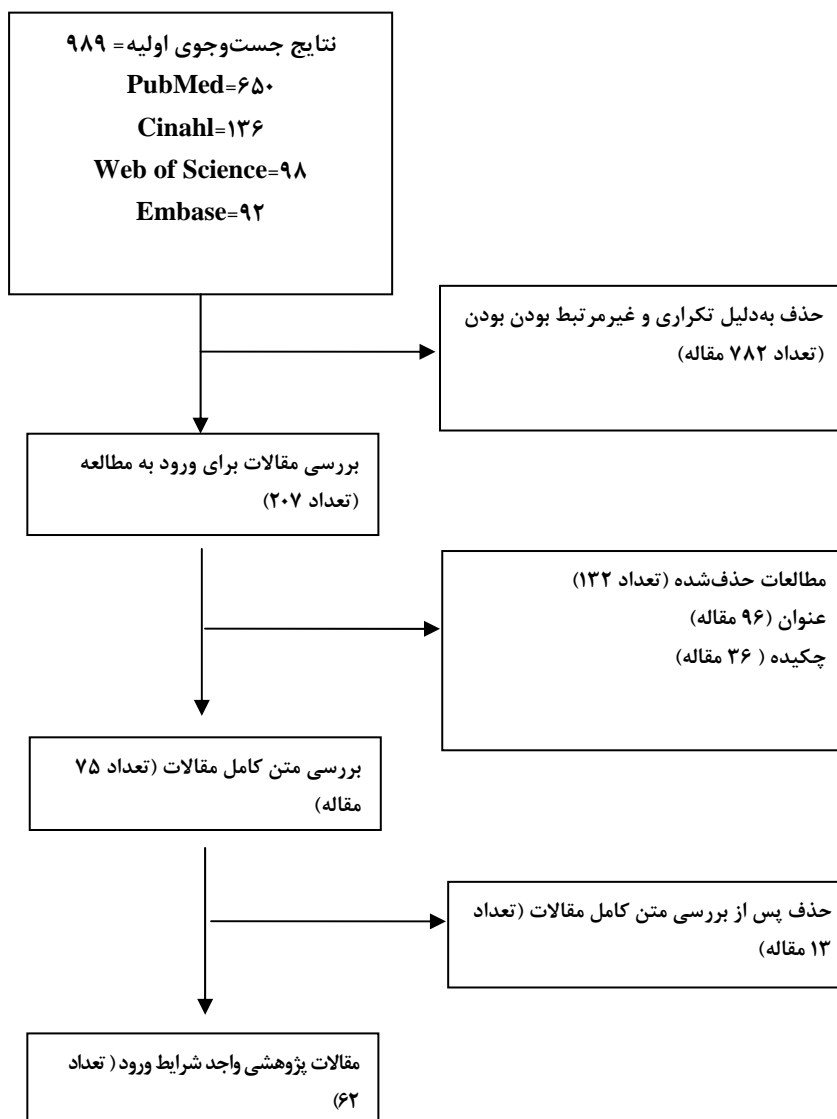 نتایج جست‌وجوی اولیه= ۹۸۹
PubMed=۶۵۰
Cinahl=۱۳۶
Web of Science=۹۸
Embase=۹۲
حذف به‌دلیل تکراری و غیرمرتبط بودن بودن
(تعداد ۷۸۲ مقاله)
بررسی مقالات برای ورود به مطالعه
(تعداد ۲۰۷)
مطالعات حذف‌شده (تعداد ۱۳۲)
عنوان (۹۶ مقاله)
چکیده ( ۳۶ مقاله)
بررسی متن کامل مقالات (تعداد ۷۵
مقاله)
حذف پس از بررسی متن کامل مقالات (تعداد
۱۳ مقاله)
مقالات پژوهشی واجد شرایط ورود ( تعداد
۶۲)